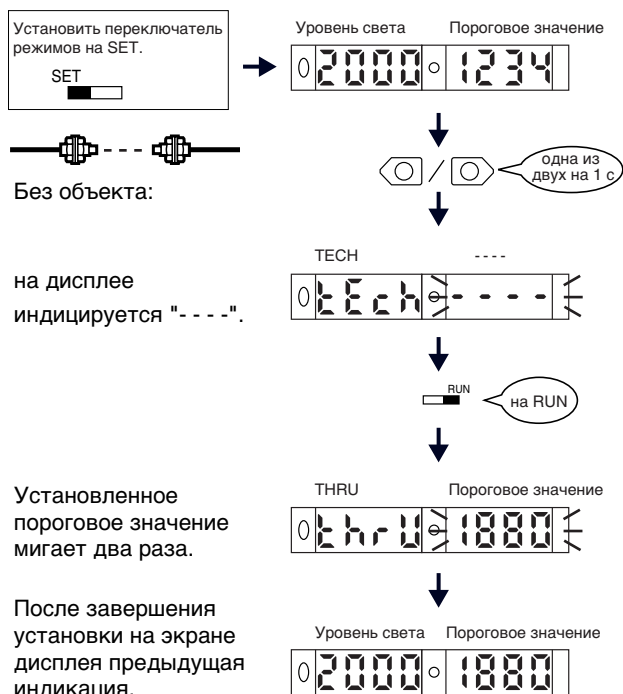 Установить переключатель
режимов на SET.
SET
Уровень света Пороговое значение
2000 1234
одна из
двух на 1 с
Без объекта:
TECH - - - -
на дисплее
индицируется "- - - -".
tEch - - - -
RUN
на RUN
Установленное
пороговое значение
мигает два раза.
THRU Пороговое значение
thrU 1880
После завершения
установки на экране
дисплея предыдущая
индикация.
Уровень света Пороговое значение
2000 1880